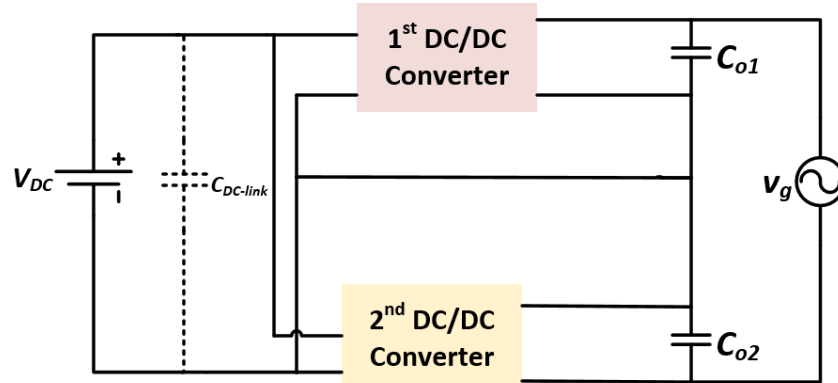 1st DC/DC
Converter
Co1
+
VDC
CDC-link
vg
2nd DC/DC
Converter
Co2